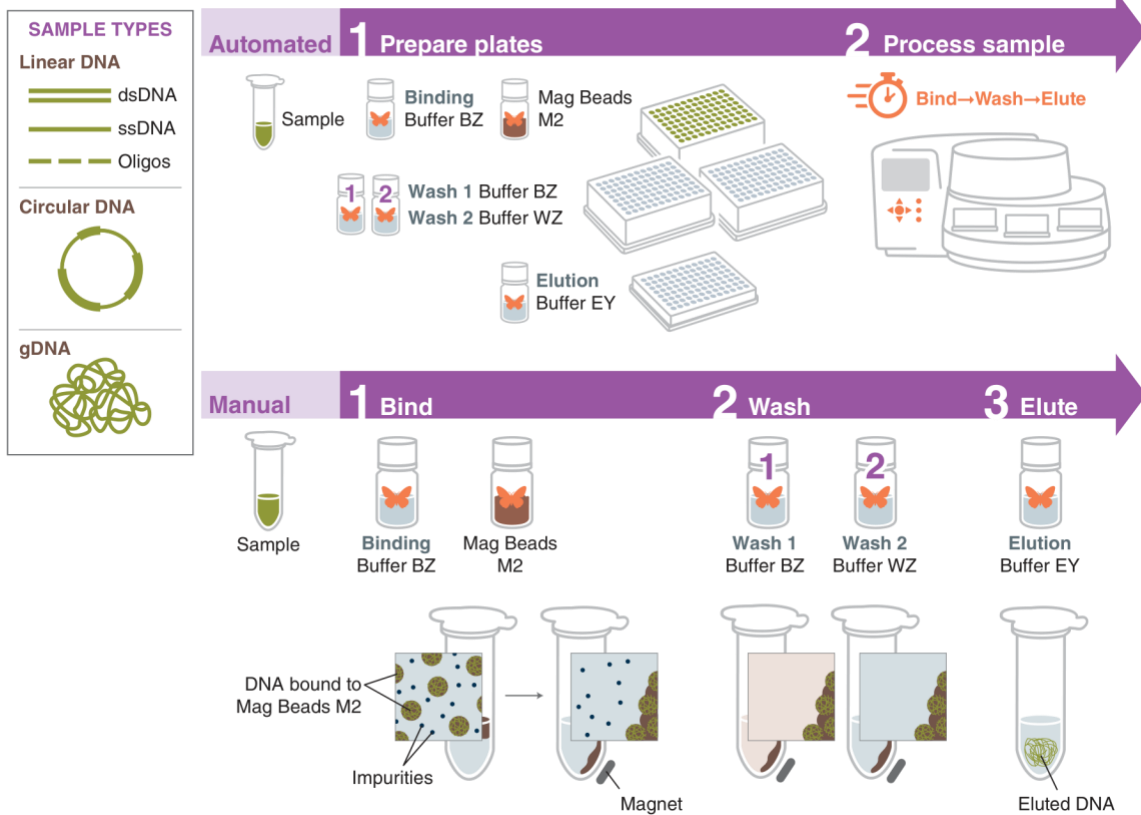 SAMPLE TYPES
Linear DNA
dsDNA
ssDNA
Oligos
Circular DNA
gDNA
Automated
1 Prepare plates
2 Process sample
Sample
Binding
Buffer BZ
Mag Beads
M2
1
2
Wash 1 Buffer BZ
Wash 2 Buffer WZ
Elution
Buffer EY
Bind→Wash→Elute
Manual
1 Bind
2 Wash
3 Elute
1
2
Sample
Binding
Buffer BZ
Mag Beads
M2
Wash 1
Buffer BZ
Wash 2
Buffer WZ
Elution
Buffer EY
DNA bound to
Mag Beads M2
Impurities
Magnet
Eluted DNA